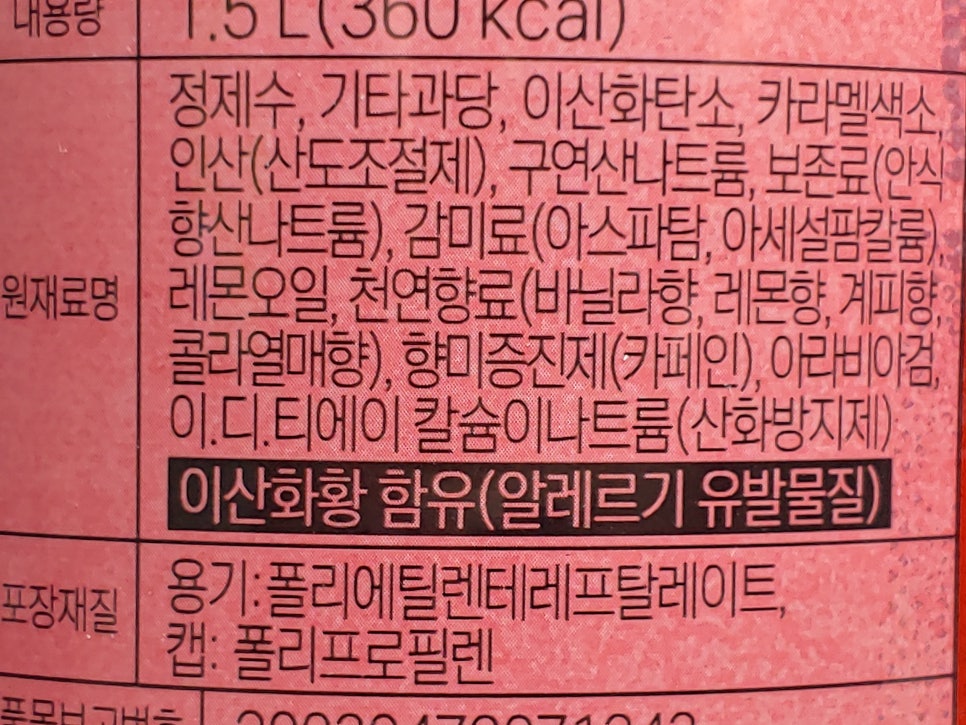 내용량
1.5 L(360 kcal)
원재료명
정제수, 기타과당, 이산화탄소, 카라멜색소,
인산(산도조절제), 구연산나트륨, 보존료(안식
향산나트륨), 감미료(아스파탐, 아세설팜칼륨),
레몬오일, 천연향료(바닐라향, 레몬향, 계피향,
콜라열매향), 향미증진제(카페인), 아라비아검,
이.디.티에이 칼슘이나트륨(산화방지제)
이산화황 함유(알레르기 유발물질)
포장재질
용기: 폴리에틸렌테레프탈레이트,
캡: 폴리프로필렌
품목보고번호